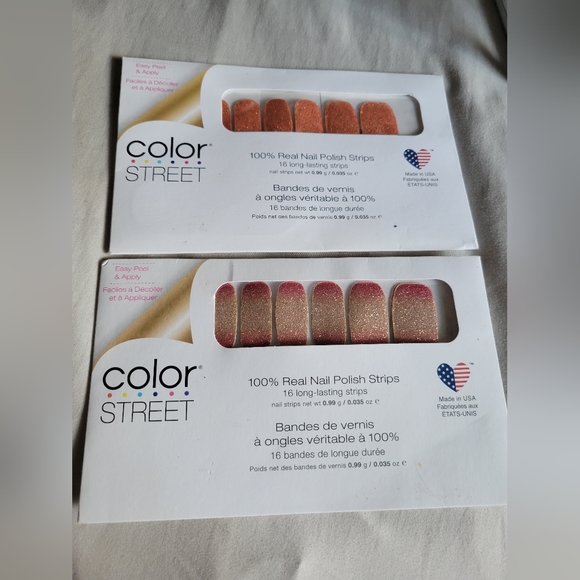 Easy Peel
& Apply
Faciles à Décoller
et à Appliquer
color®
STREET
100% Real Nail Polish Strips
16 long-lasting strips
nail strips net wt 0.99 g / 0.035 oz ℮
Bandes de vernis
à ongles véritable à 100%
16 bandes de longue durée
Poids net des bandes de vernis 0.99 g / 0.035 oz ℮
™
Made in USA
Fabriquées aux
ÉTATS-UNIS
Easy Peel
& Apply
Faciles à Décoller
et à Appliquer
color®
STREET
100% Real Nail Polish Strips
16 long-lasting strips
nail strips net wt 0.99 g / 0.035 oz ℮
Bandes de vernis
à ongles véritable à 100%
16 bandes de longue durée
Poids net des bandes de vernis 0.99 g / 0.035 oz ℮
™
Made in USA
Fabriquées aux
ÉTATS-UNIS